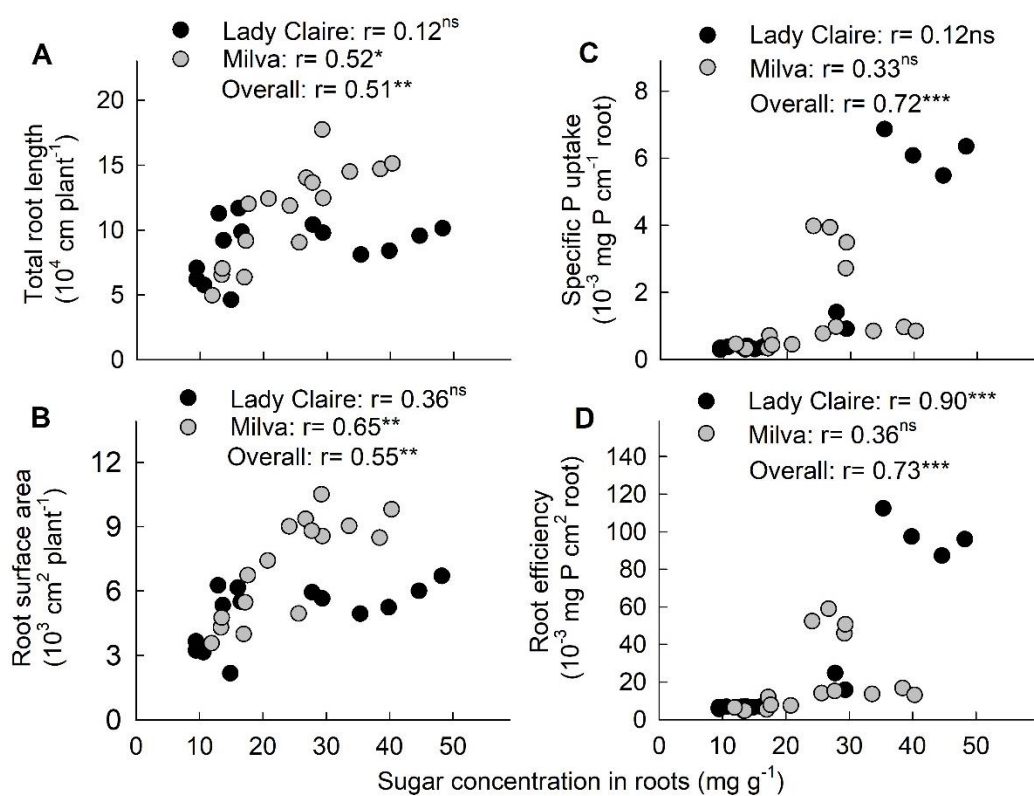 A
Lady Claire: r= 0.12ns
Milva: r= 0.52*
Overall: r= 0.51**
Total root length
(10⁴ cm plant⁻¹)
20
15
10
5
0
B
Lady Claire: r= 0.36ns
Milva: r= 0.65**
Overall: r= 0.55**
Root surface area
(10³ cm² plant⁻¹)
12
9
6
3
0
0 10 20 30 40 50
C
Lady Claire: r= 0.12ns
Milva: r= 0.33ns
Overall: r= 0.72***
Specific P uptake
(10⁻³ mg P cm⁻¹ root)
8
6
4
2
0
D
Lady Claire: r= 0.90***
Milva: r= 0.36ns
Overall: r= 0.73***
Root efficiency
(10⁻³ mg P cm² root)
140
120
100
80
60
40
20
0
0 10 20 30 40 50
Sugar concentration in roots (mg g⁻¹)